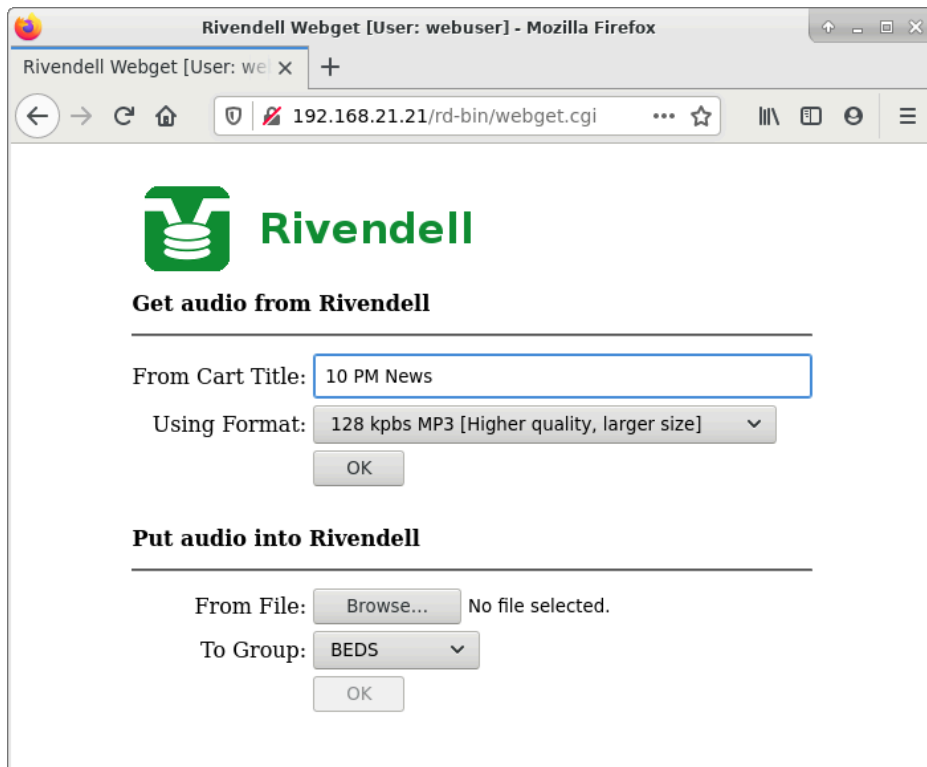 Rivendell Webget [User: webuser] - Mozilla Firefox
Rivendell Webget [User: we
192.168.21.21/rd-bin/webget.cgi
Rivendell
Get audio from Rivendell
From Cart Title: 10 PM News
Using Format: 128 kpbs MP3 [Higher quality, larger size]
OK
Put audio into Rivendell
From File: Browse... No file selected.
To Group: BEDS
OK